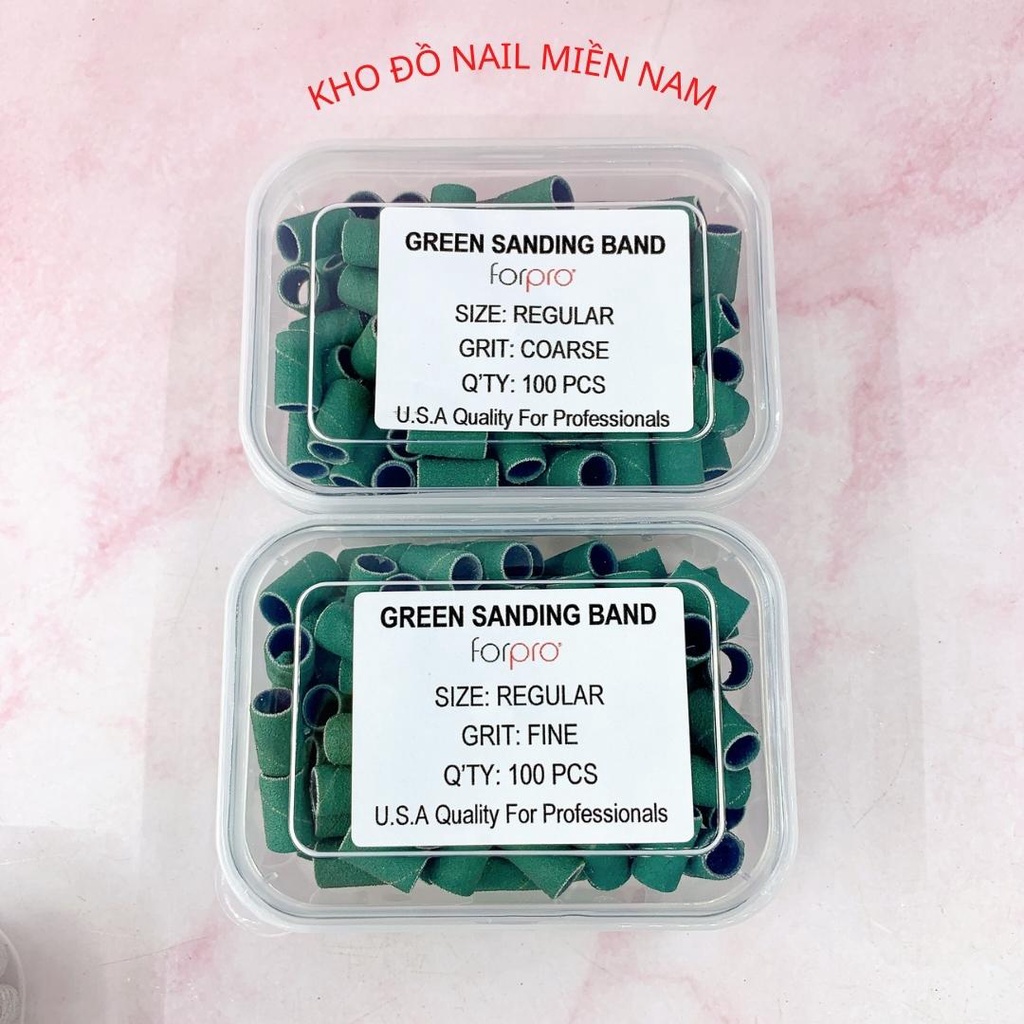 KHO ĐỒ NAIL MIỀN NAM
GREEN SANDING BAND
forpro
SIZE: REGULAR
GRIT: COARSE
Q'TY: 100 PCS
U.S.A Quality For Professionals
GREEN SANDING BAND
forpro
SIZE: REGULAR
GRIT: FINE
Q'TY: 100 PCS
U.S.A Quality For Professionals